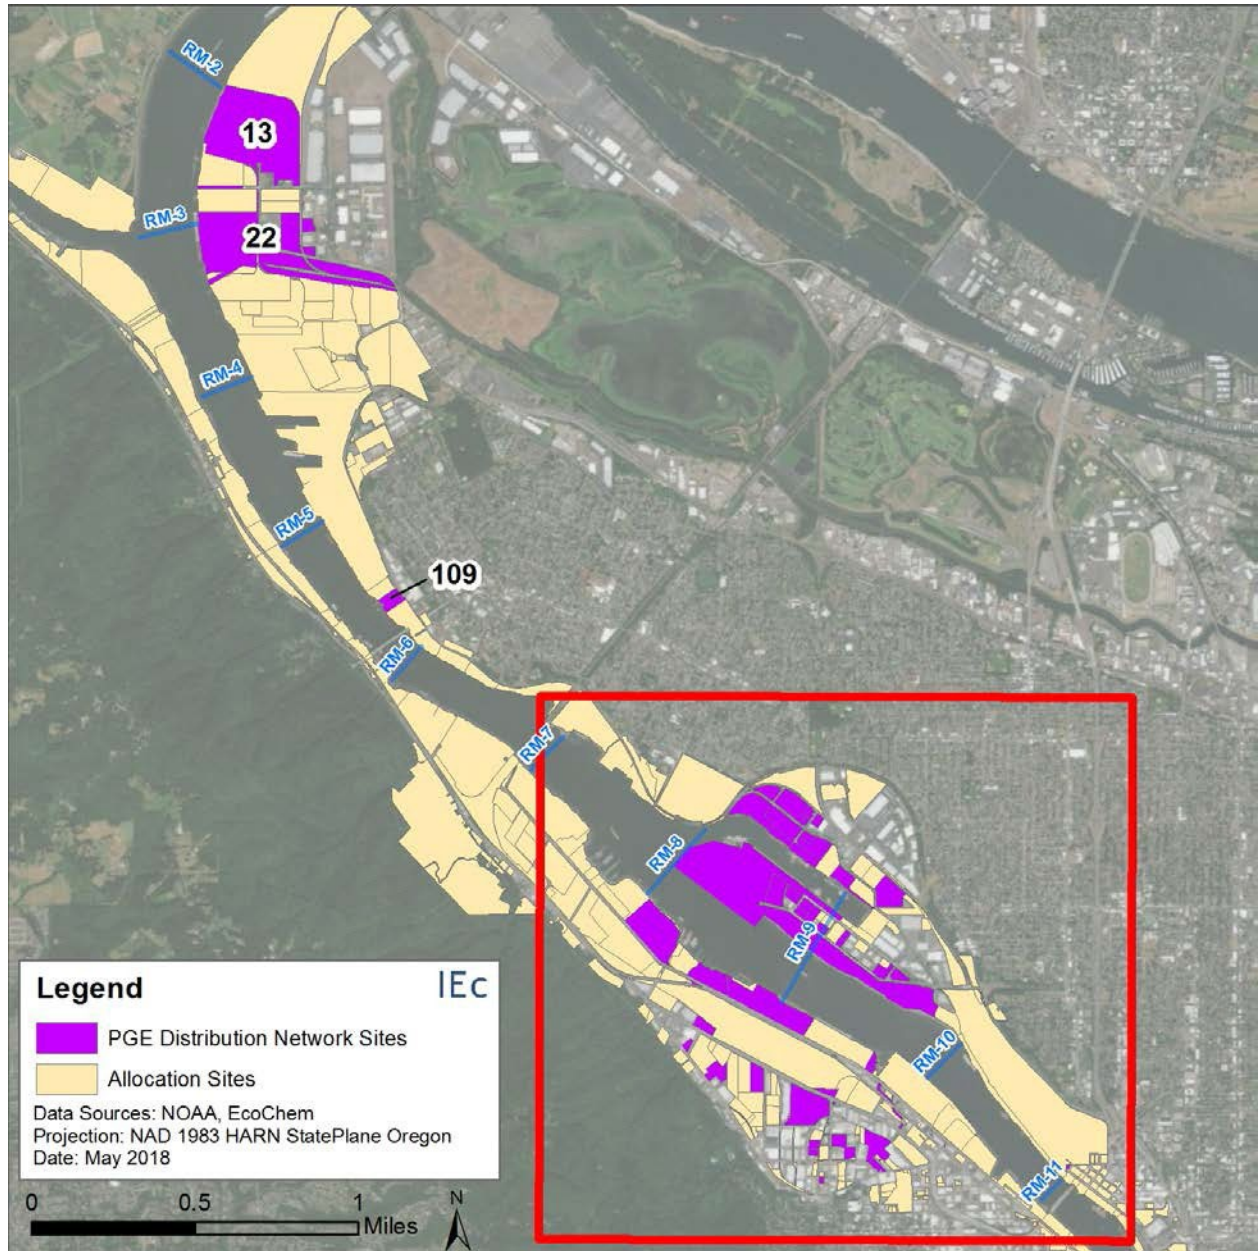 RM-2
13
RM-3
22
RM-4
RM-5
109
RM-6
RM-7
RM-8
RM-9
RM-10
RM-11
Legend
IEc
PGE Distribution Network Sites
Allocation Sites
Data Sources: NOAA, EcoChem
Projection: NAD 1983 HARN StatePlane Oregon
Date: May 2018
0 0.5 1
Miles
N